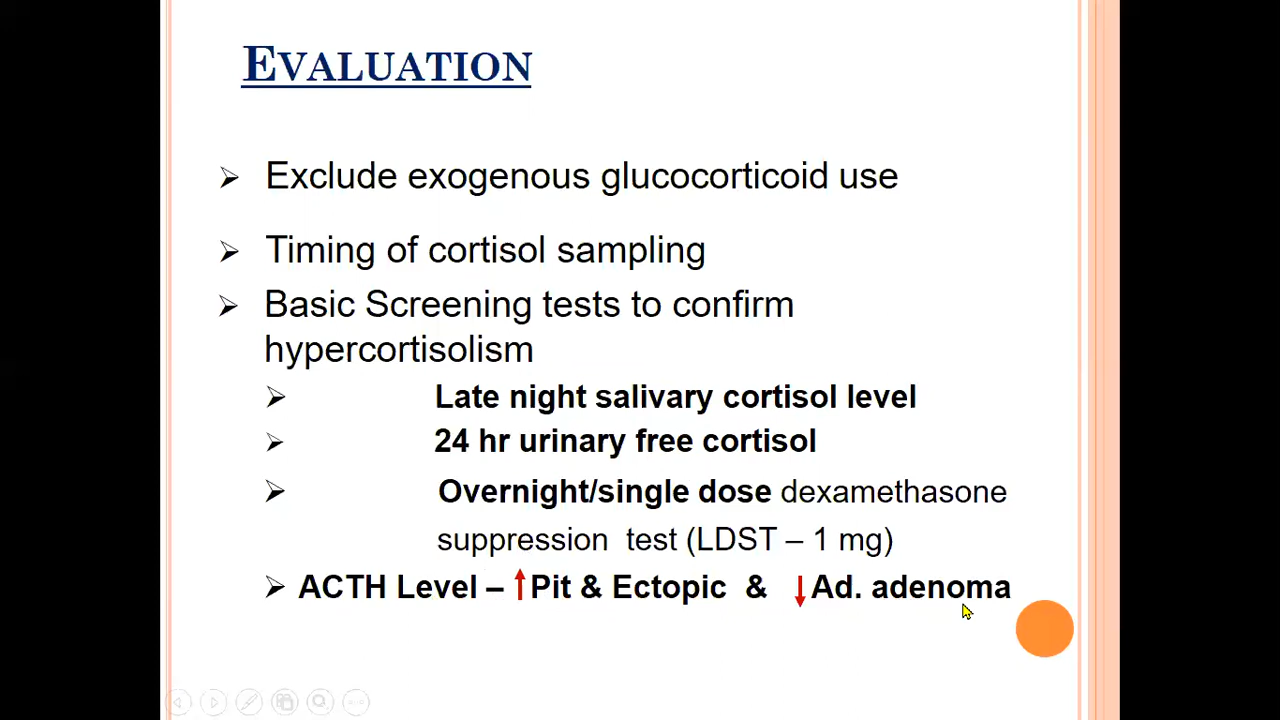 EVALUATION
➢ Exclude exogenous glucocorticoid use
➢ Timing of cortisol sampling
➢ Basic Screening tests to confirm
hypercortisolism
➢ Late night salivary cortisol level
➢ 24 hr urinary free cortisol
➢ Overnight/single dose dexamethasone
suppression test (LDST – 1 mg)
➢ ACTH Level – ↑Pit & Ectopic & ↓Ad. adenoma